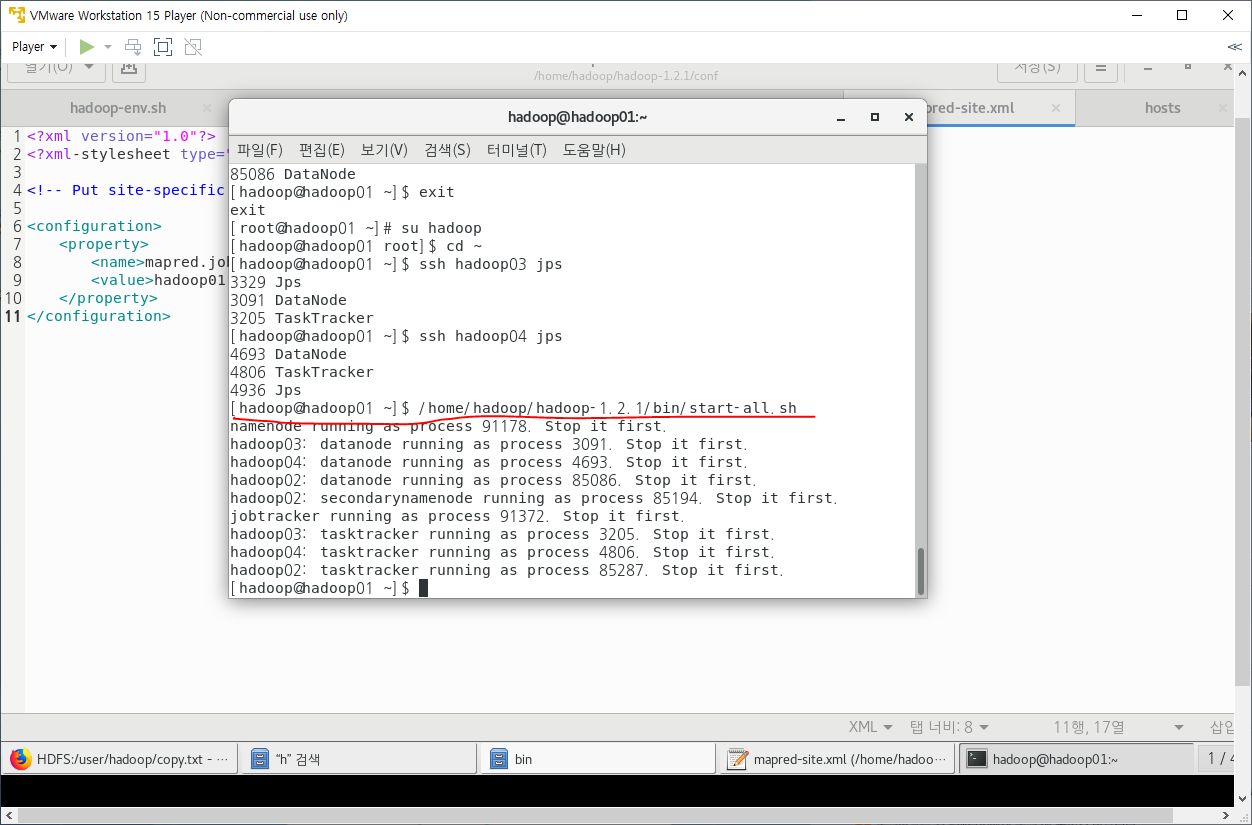 VMware Workstation 15 Player (Non-commercial use only)
Player
열기(O)
/home/hadoop/hadoop-1.2.1/conf
저장(S)
hadoop-env.sh
pred-site.xml
hosts
1 <?xml version="1.0"?>
2 <?xml-stylesheet type="
3
4 <!-- Put site-specific
5
6 <configuration>
7 <property>
8 <name>mapred.jo
9 <value>hadoop01
10 </property>
11 </configuration>
hadoop@hadoop01:~
파일(F) 편집(E) 보기(V) 검색(S) 터미널(T) 도움말(H)
85086 DataNode
[hadoop@hadoop01 ~]$ exit
exit
[root@hadoop01 ~]# su hadoop
[hadoop@hadoop01 root]$ cd ~
[hadoop@hadoop01 ~]$ ssh hadoop03 jps
3329 Jps
3091 DataNode
3205 TaskTracker
[hadoop@hadoop01 ~]$ ssh hadoop04 jps
4693 DataNode
4806 TaskTracker
4936 Jps
[hadoop@hadoop01 ~]$ /home/hadoop/hadoop-1.2.1/bin/start-all.sh
namenode running as process 91178. Stop it first.
hadoop03: datanode running as process 3091. Stop it first.
hadoop04: datanode running as process 4693. Stop it first.
hadoop02: datanode running as process 85086. Stop it first.
hadoop02: secondarynamenode running as process 85194. Stop it first.
jobtracker running as process 91372. Stop it first.
hadoop03: tasktracker running as process 3205. Stop it first.
hadoop04: tasktracker running as process 4806. Stop it first.
hadoop02: tasktracker running as process 85287. Stop it first.
[hadoop@hadoop01 ~]$
XML 탭 너비: 8 11행, 17열 삽입
HDFS:/user/hadoop/copy.txt - ··· "h" 검색 bin mapred-site.xml (/home/hadoo··· hadoop@hadoop01:~ 1 / 4